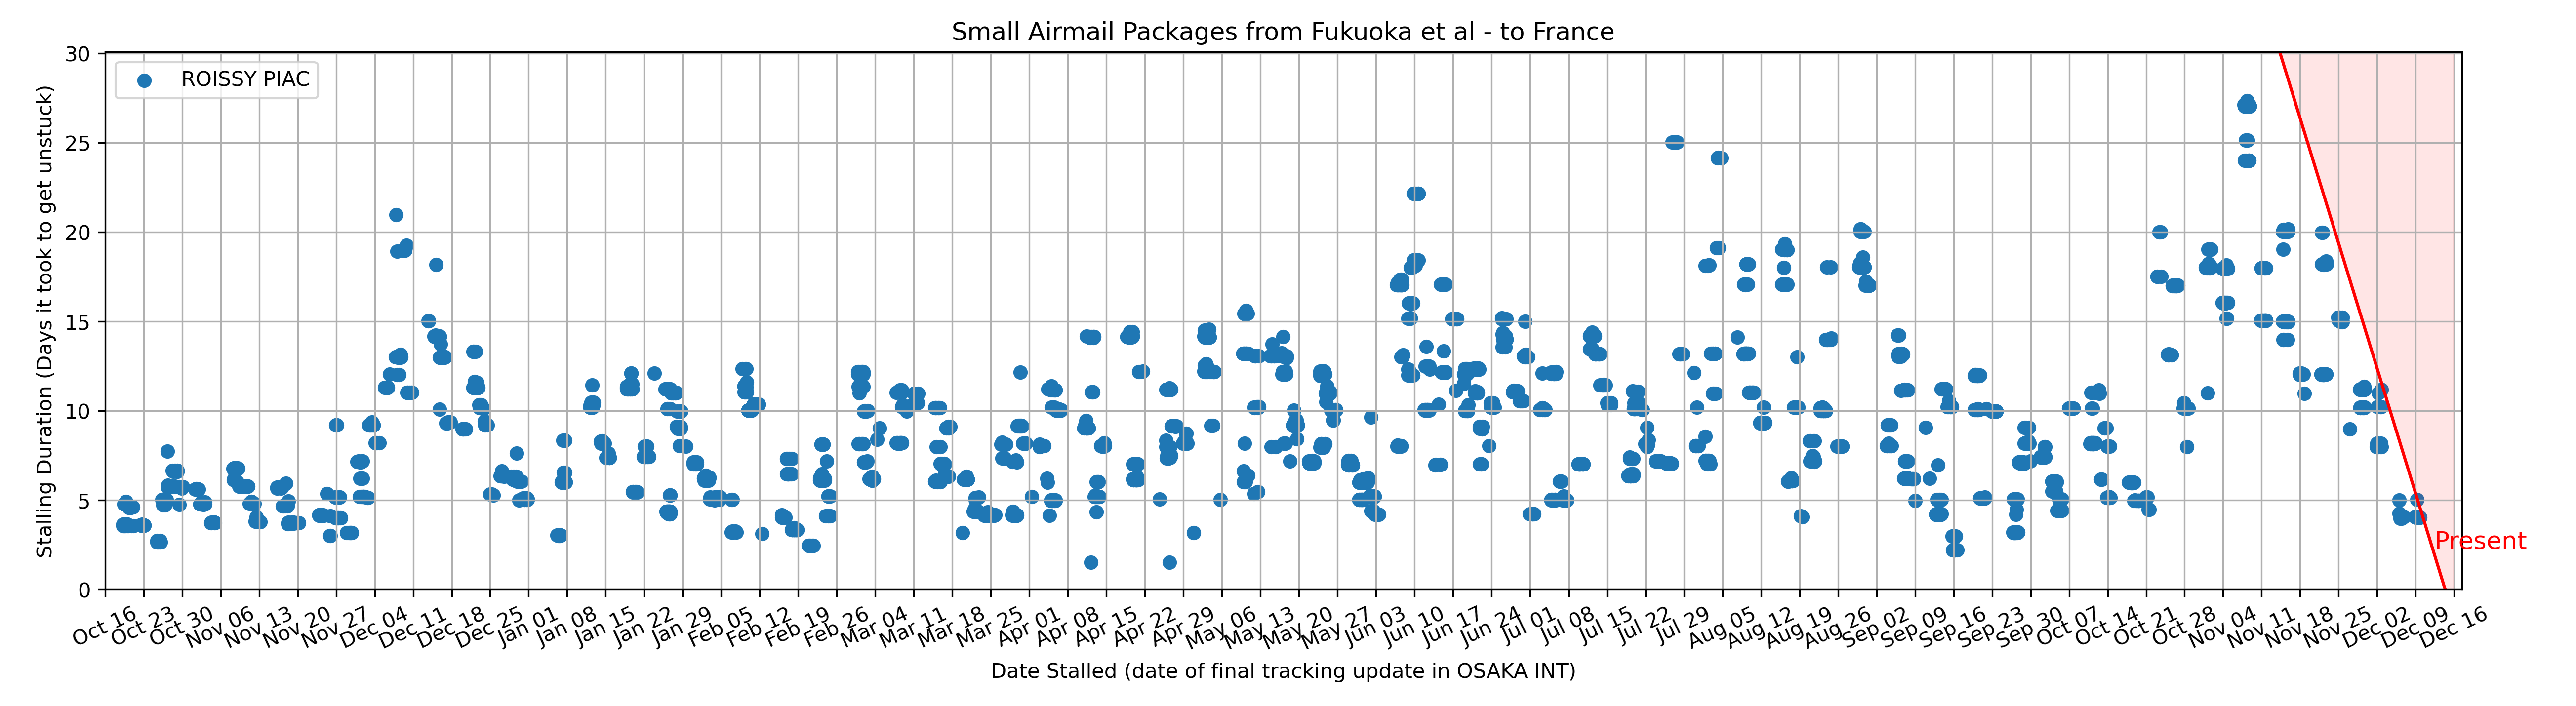 Small Airmail Packages from Fukuoka et al - to France
ROISSY PIAC
Stalling Duration (Days it took to get unstuck)
30
25
20
15
10
5
0
Present
Oct 16
Oct 23
Oct 30
Nov 06
Nov 13
Nov 20
Nov 27
Dec 04
Dec 11
Dec 18
Dec 25
Jan 01
Jan 08
Jan 15
Jan 22
Jan 29
Feb 05
Feb 12
Feb 19
Feb 26
Mar 04
Mar 11
Mar 18
Mar 25
Apr 01
Apr 08
Apr 15
Apr 22
Apr 29
May 06
May 13
May 20
May 27
Jun 03
Jun 10
Jun 17
Jun 24
Jul 01
Jul 08
Jul 15
Jul 22
Jul 29
Aug 05
Aug 12
Aug 19
Aug 26
Sep 02
Sep 09
Sep 16
Sep 23
Sep 30
Oct 07
Oct 14
Oct 21
Oct 28
Nov 04
Nov 11
Nov 18
Nov 25
Dec 02
Dec 09
Dec 16
Date Stalled (date of final tracking update in OSAKA INT)